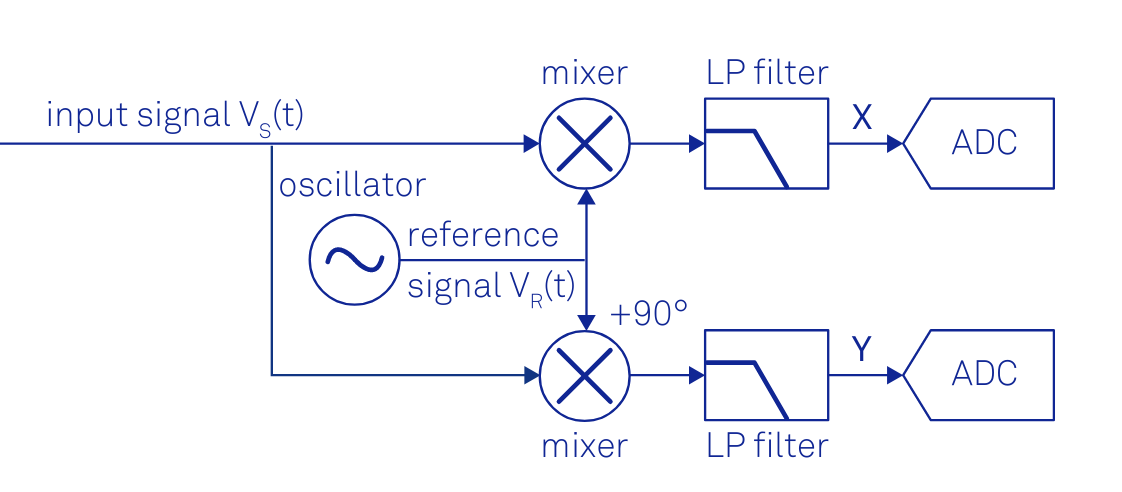 mixer
LP filter
input signal V_S(t)
X
ADC
oscillator
reference
signal V_R(t)
+90°
Y
ADC
mixer
LP filter